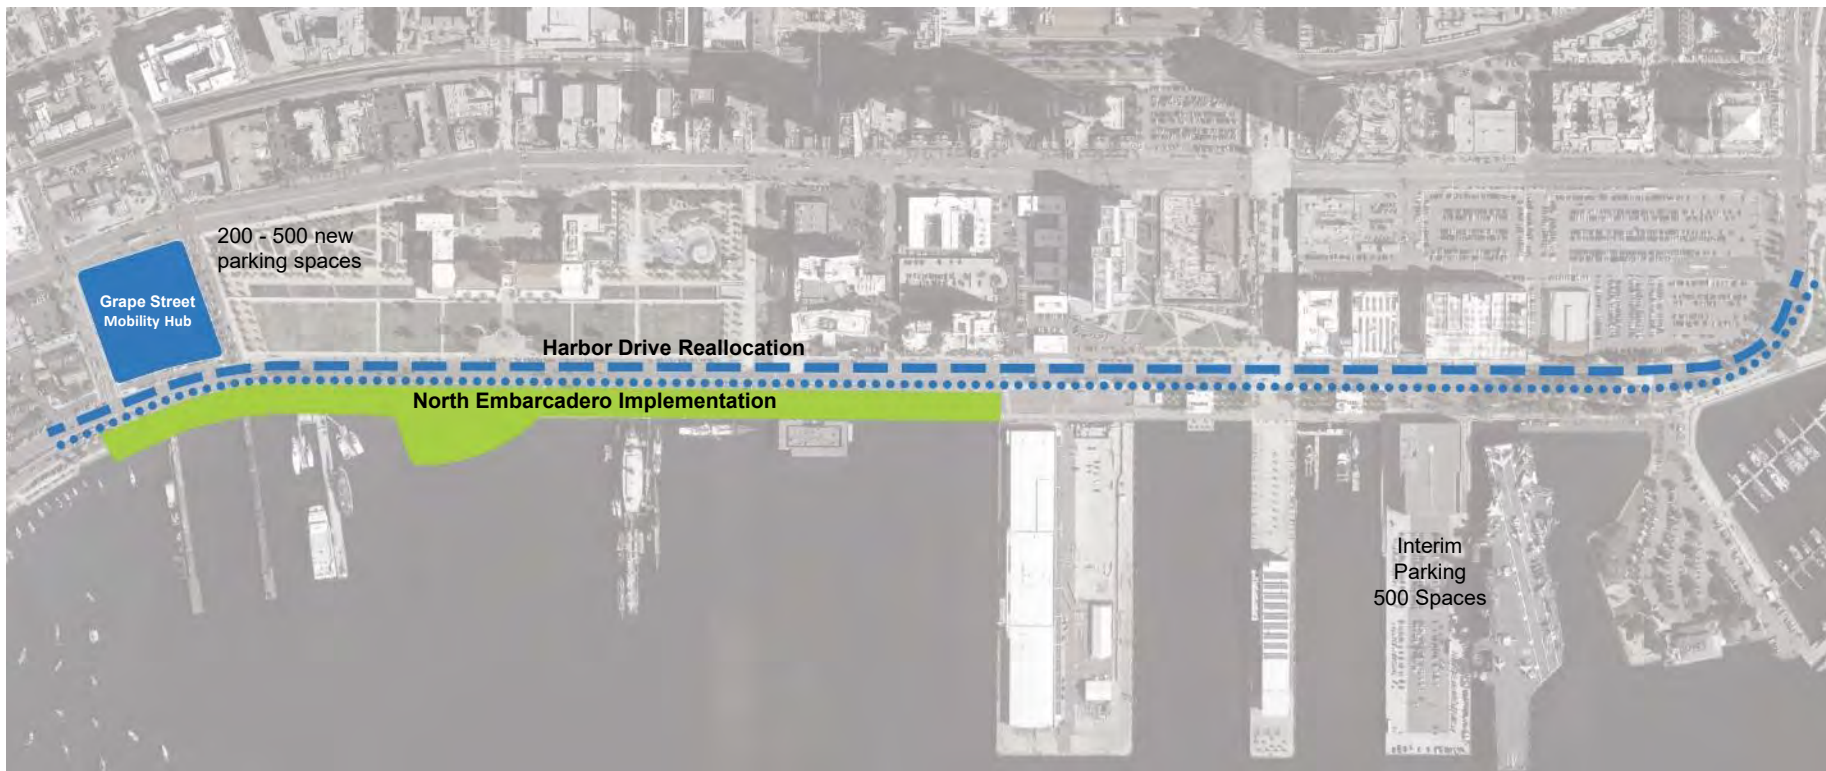 200 - 500 new
parking spaces
Grape Street
Mobility Hub
Harbor Drive Reallocation
North Embarcadero Implementation
Interim
Parking
500 Spaces